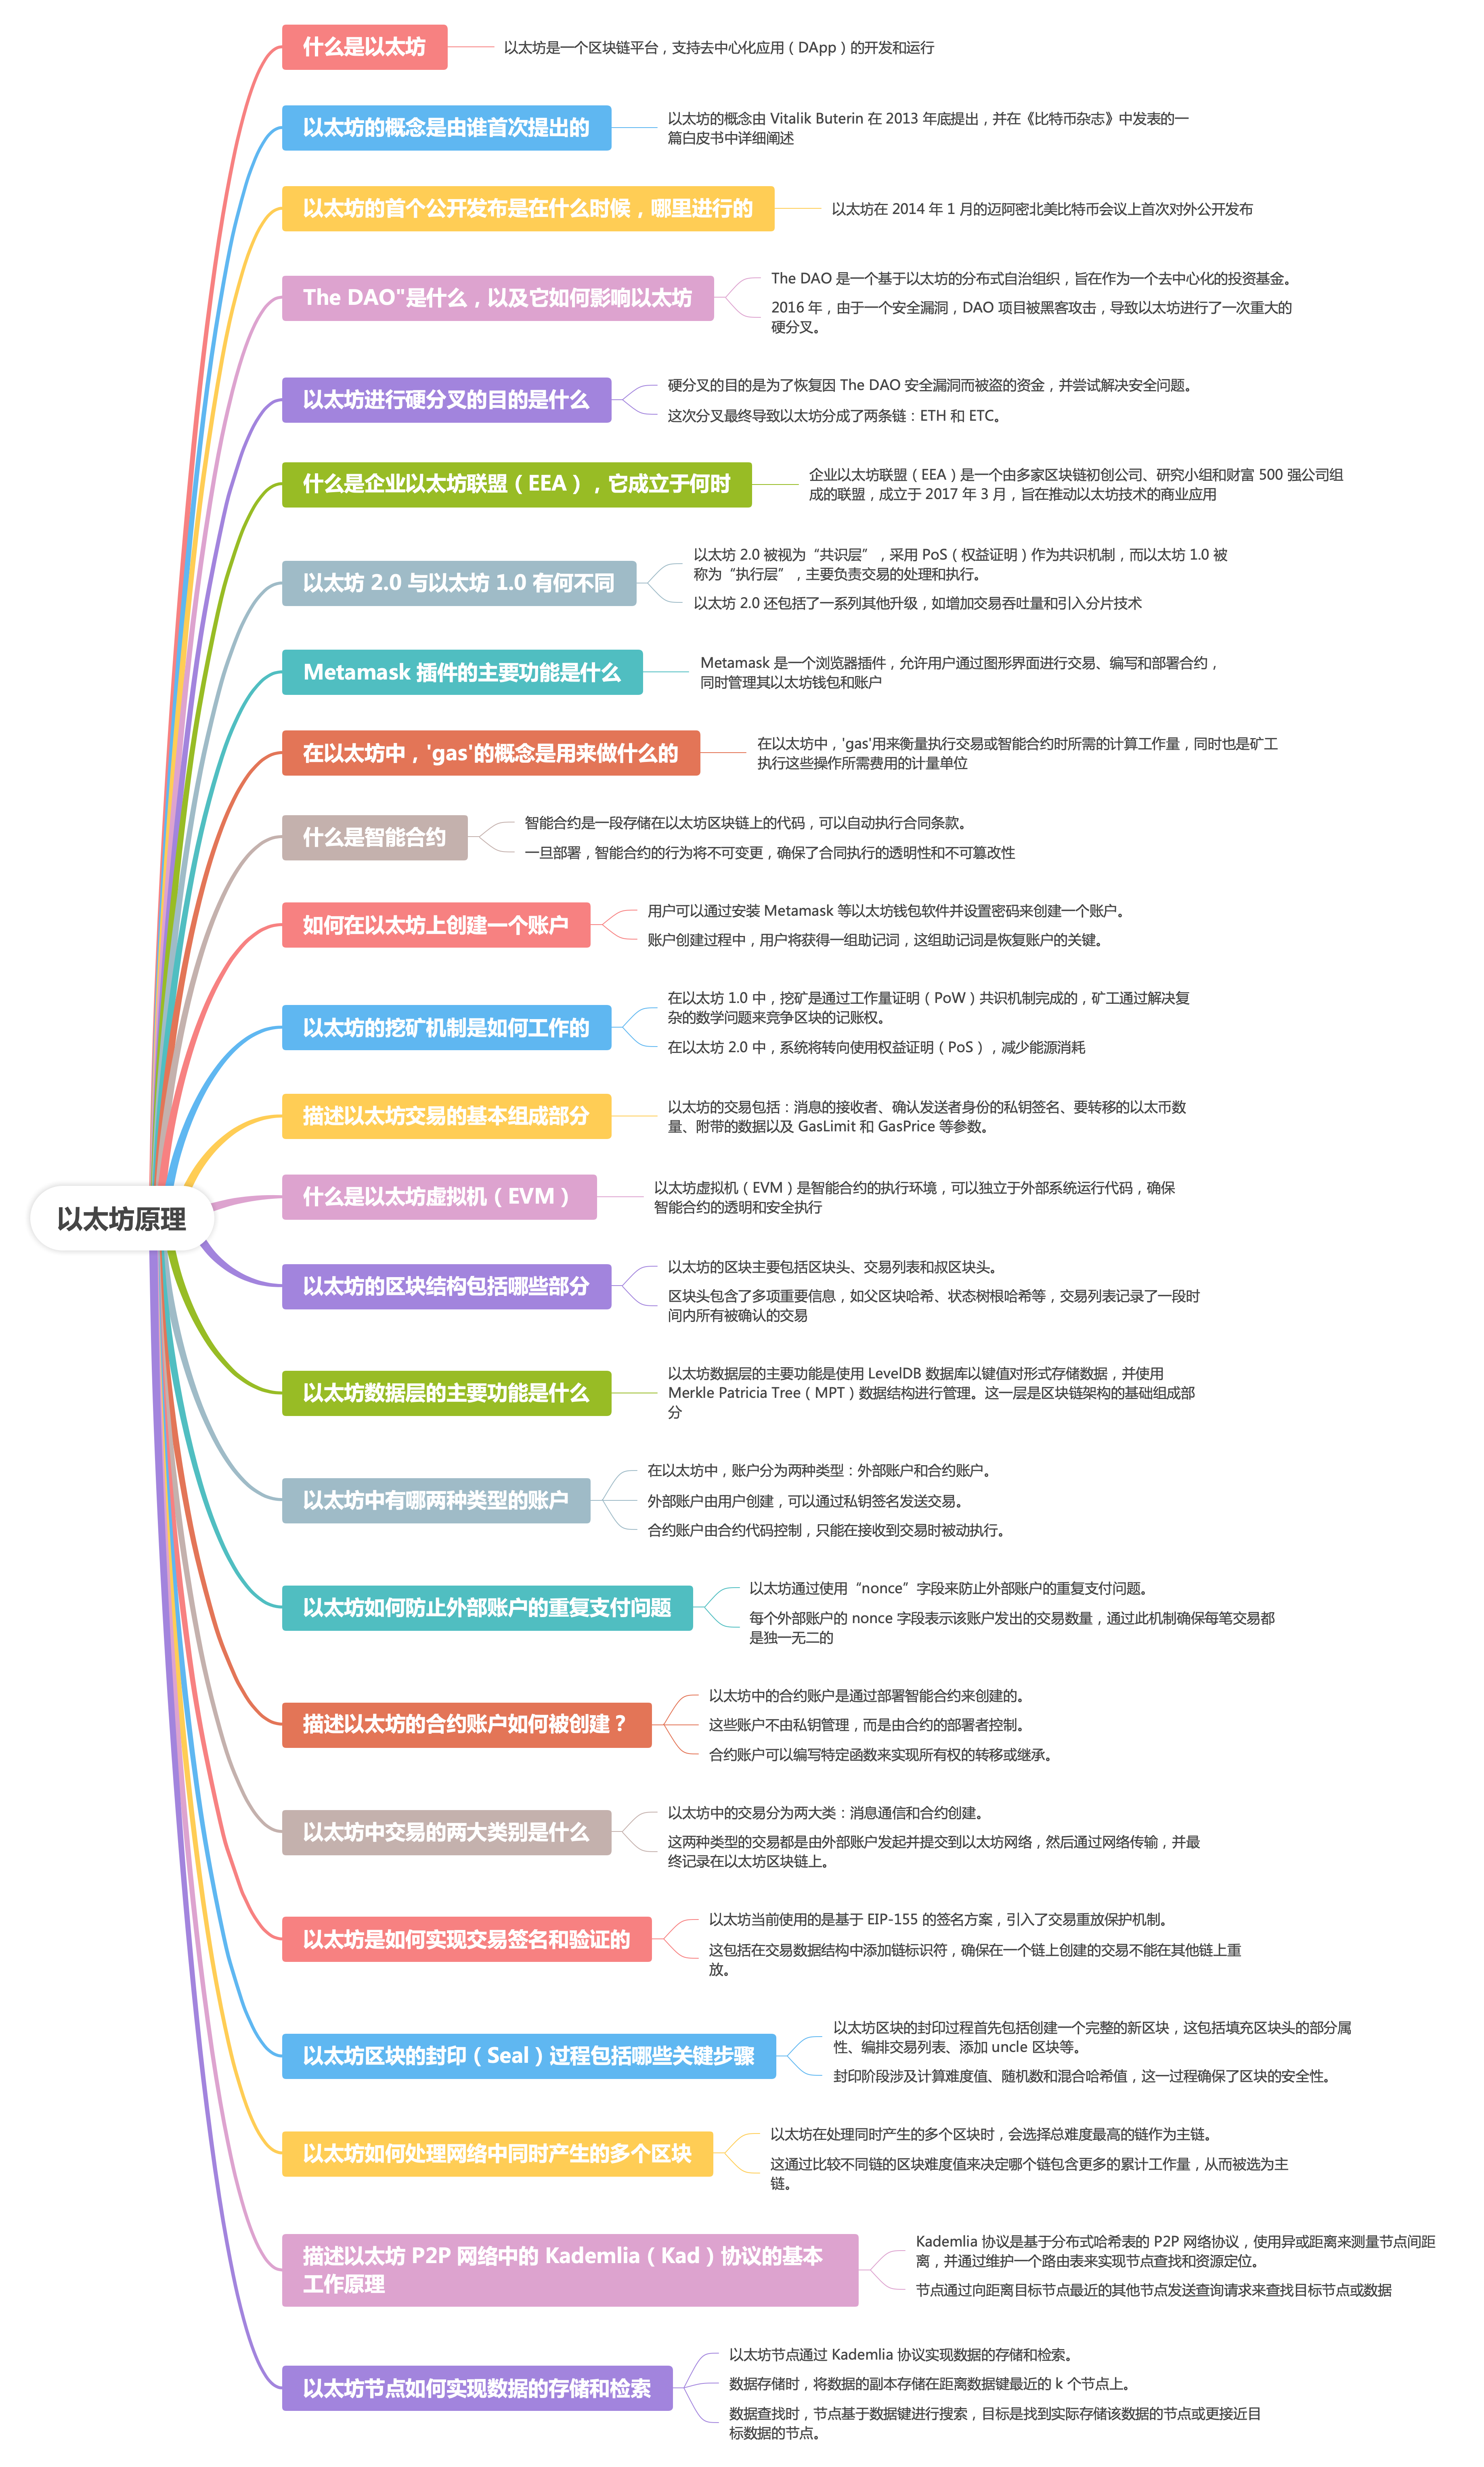 以太坊原理
什么是以太坊
以太坊是一个区块链平台，支持去中心化应用（DApp）的开发和运行
以太坊的概念是由谁首次提出的
以太坊的概念由 Vitalik Buterin 在 2013 年底提出，并在《比特币杂志》中发表的一
篇白皮书中详细阐述
以太坊的首个公开发布是在什么时候，哪里进行的
以太坊在 2014 年 1 月的迈阿密北美比特币会议上首次对外公开发布
The DAO"是什么，以及它如何影响以太坊
The DAO 是一个基于以太坊的分布式自治组织，旨在作为一个去中心化的投资基金。
2016 年，由于一个安全漏洞，DAO 项目被黑客攻击，导致以太坊进行了一次重大的
硬分叉。
以太坊进行硬分叉的目的是什么
硬分叉的目的是为了恢复因 The DAO 安全漏洞而被盗的资金，并尝试解决安全问题。
这次分叉最终导致以太坊分成了两条链：ETH 和 ETC。
什么是企业以太坊联盟（EEA），它成立于何时
企业以太坊联盟（EEA）是一个由多家区块链初创公司、研究小组和财富 500 强公司组
成的联盟，成立于 2017 年 3 月，旨在推动以太坊技术的商业应用
以太坊 2.0 与以太坊 1.0 有何不同
以太坊 2.0 被视为“共识层”，采用 PoS（权益证明）作为共识机制，而以太坊 1.0 被
称为“执行层”，主要负责交易的处理和执行。
以太坊 2.0 还包括了一系列其他升级，如增加交易吞吐量和引入分片技术
Metamask 插件的主要功能是什么
Metamask 是一个浏览器插件，允许用户通过图形界面进行交易、编写和部署合约，
同时管理其以太坊钱包和账户
在以太坊中，'gas'的概念是用来做什么的
在以太坊中，'gas'用来衡量执行交易或智能合约时所需的计算工作量，同时也是矿工
执行这些操作所需费用的计量单位
什么是智能合约
智能合约是一段存储在以太坊区块链上的代码，可以自动执行合同条款。
一旦部署，智能合约的行为将不可变更，确保了合同执行的透明性和不可篡改性
如何在以太坊上创建一个账户
用户可以通过安装 Metamask 等以太坊钱包软件并设置密码来创建一个账户。
账户创建过程中，用户将获得一组助记词，这组助记词是恢复账户的关键。
以太坊的挖矿机制是如何工作的
在以太坊 1.0 中，挖矿是通过工作量证明（PoW）共识机制完成的，矿工通过解决复
杂的数学问题来竞争区块的记账权。
在以太坊 2.0 中，系统将转向使用权益证明（PoS），减少能源消耗
描述以太坊交易的基本组成部分
以太坊的交易包括：消息的接收者、确认发送者身份的私钥签名、要转移的以太币数
量、附带的数据以及 GasLimit 和 GasPrice 等参数。
什么是以太坊虚拟机（EVM）
以太坊虚拟机（EVM）是智能合约的执行环境，可以独立于外部系统运行代码，确保
智能合约的透明和安全执行
以太坊的区块结构包括哪些部分
以太坊的区块主要包括区块头、交易列表和叔区块头。
区块头包含了多项重要信息，如父区块哈希、状态树根哈希等，交易列表记录了一段时
间内所有被确认的交易
以太坊数据层的主要功能是什么
以太坊数据层的主要功能是使用 LevelDB 数据库以键值对形式存储数据，并使用
Merkle Patricia Tree（MPT）数据结构进行管理。这一层是区块链架构的基础组成部
分
以太坊中有哪两种类型的账户
在以太坊中，账户分为两种类型：外部账户和合约账户。
外部账户由用户创建，可以通过私钥签名发送交易。
合约账户由合约代码控制，只能在接收到交易时被动执行。
以太坊如何防止外部账户的重复支付问题
以太坊通过使用“nonce”字段来防止外部账户的重复支付问题。
每个外部账户的 nonce 字段表示该账户发出的交易数量，通过此机制确保每笔交易都
是独一无二的
描述以太坊的合约账户如何被创建？
以太坊中的合约账户是通过部署智能合约来创建的。
这些账户不由私钥管理，而是由合约的部署者控制。
合约账户可以编写特定函数来实现所有权的转移或继承。
以太坊中交易的两大类别是什么
以太坊中的交易分为两大类：消息通信和合约创建。
这两种类型的交易都是由外部账户发起并提交到以太坊网络，然后通过网络传输，并最
终记录在以太坊区块链上。
以太坊是如何实现交易签名和验证的
以太坊当前使用的是基于 EIP-155 的签名方案，引入了交易重放保护机制。
这包括在交易数据结构中添加链标识符，确保在一个链上创建的交易不能在其他链上重
放。
以太坊区块的封印（Seal）过程包括哪些关键步骤
以太坊区块的封印过程首先包括创建一个完整的新区块，这包括填充区块头的部分属
性、编排交易列表、添加 uncle 区块等。
封印阶段涉及计算难度值、随机数和混合哈希值，这一过程确保了区块的安全性。
以太坊如何处理网络中同时产生的多个区块
以太坊在处理同时产生的多个区块时，会选择总难度最高的链作为主链。
这通过比较不同链的区块难度值来决定哪个链包含更多的累计工作量，从而被选为主
链。
描述以太坊 P2P 网络中的 Kademlia（Kad）协议的基本
工作原理
Kademlia 协议是基于分布式哈希表的 P2P 网络协议，使用异或距离来测量节点间距
离，并通过维护一个路由表来实现节点查找和资源定位。
节点通过向距离目标节点最近的其他节点发送查询请求来查找目标节点或数据
以太坊节点如何实现数据的存储和检索
以太坊节点通过 Kademlia 协议实现数据的存储和检索。
数据存储时，将数据的副本存储在距离数据键最近的 k 个节点上。
数据查找时，节点基于数据键进行搜索，目标是找到实际存储该数据的节点或更接近目
标数据的节点。